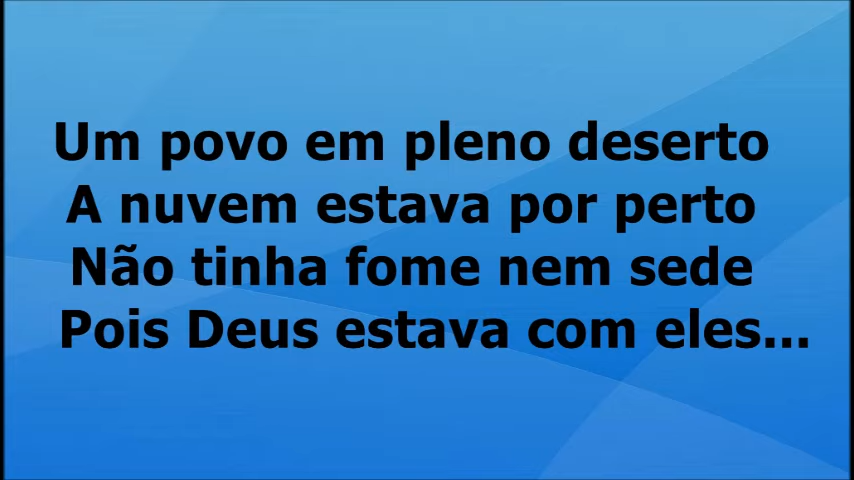 Um povo em pleno deserto
A nuvem estava por perto
Não tinha fome nem sede
Pois Deus estava com eles...